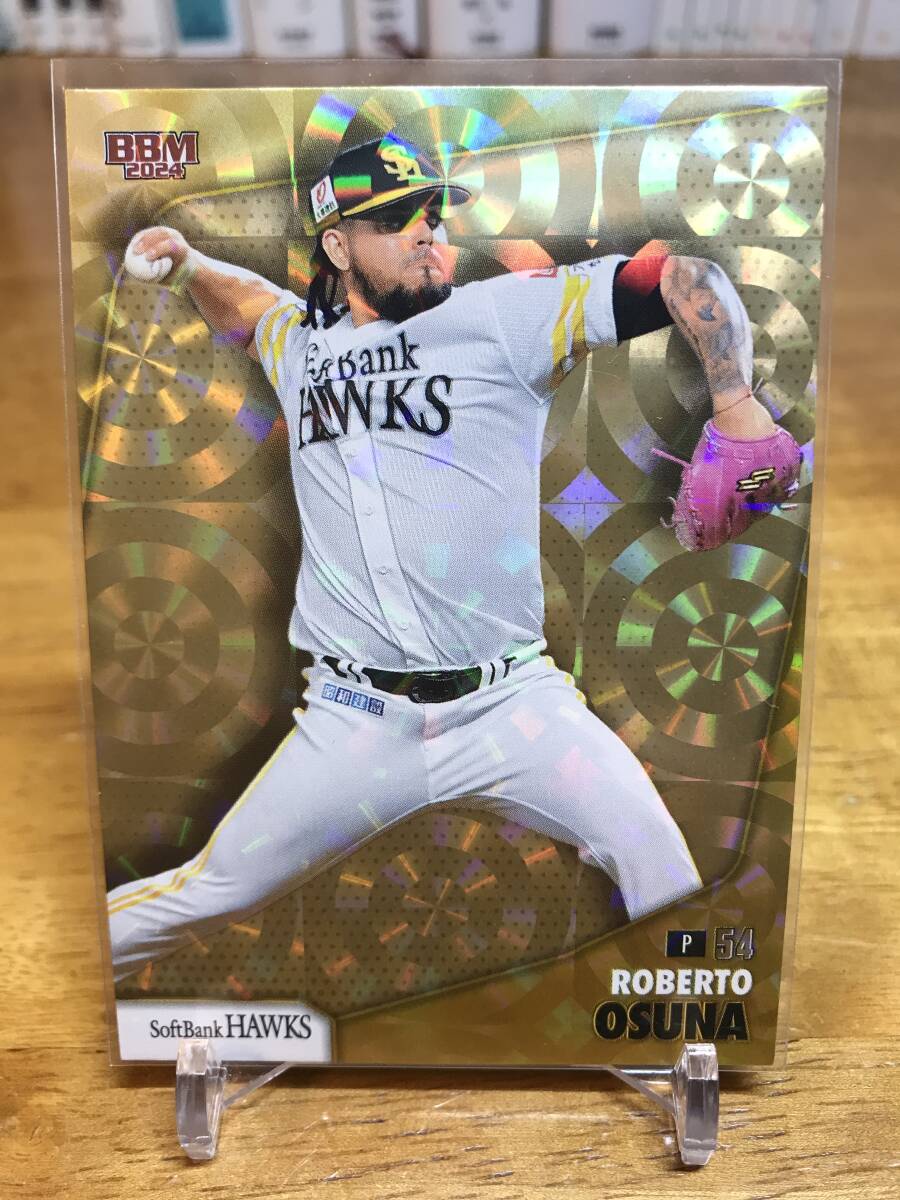 BBM
2024
SoftBank
HAWKS
P 54
ROBERTO
OSUNA
SoftBank HAWKS